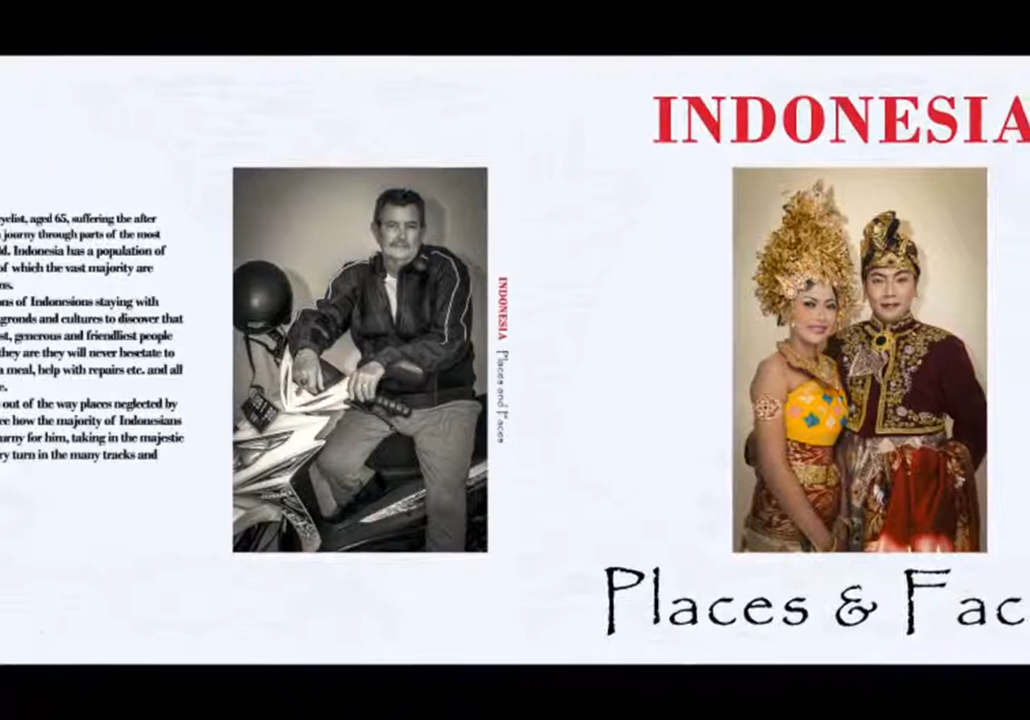 yclist, aged 65, suffering the after
journy through parts of the most
d. Indonesia has a population of
of which the vast majority are
ns.
ns of Indonesions staying with
gronds and cultures to discover that
st, generous and friendliest people
they are they will never hesetate to
a meal, help with repairs etc. and all
e.
out of the way places neglected by
ee how the majority of Indonesians
urny for him, taking in the majestic
ry turn in the many tracks and
INDONESIA Places and Faces
INDONESIA
Places & Fac